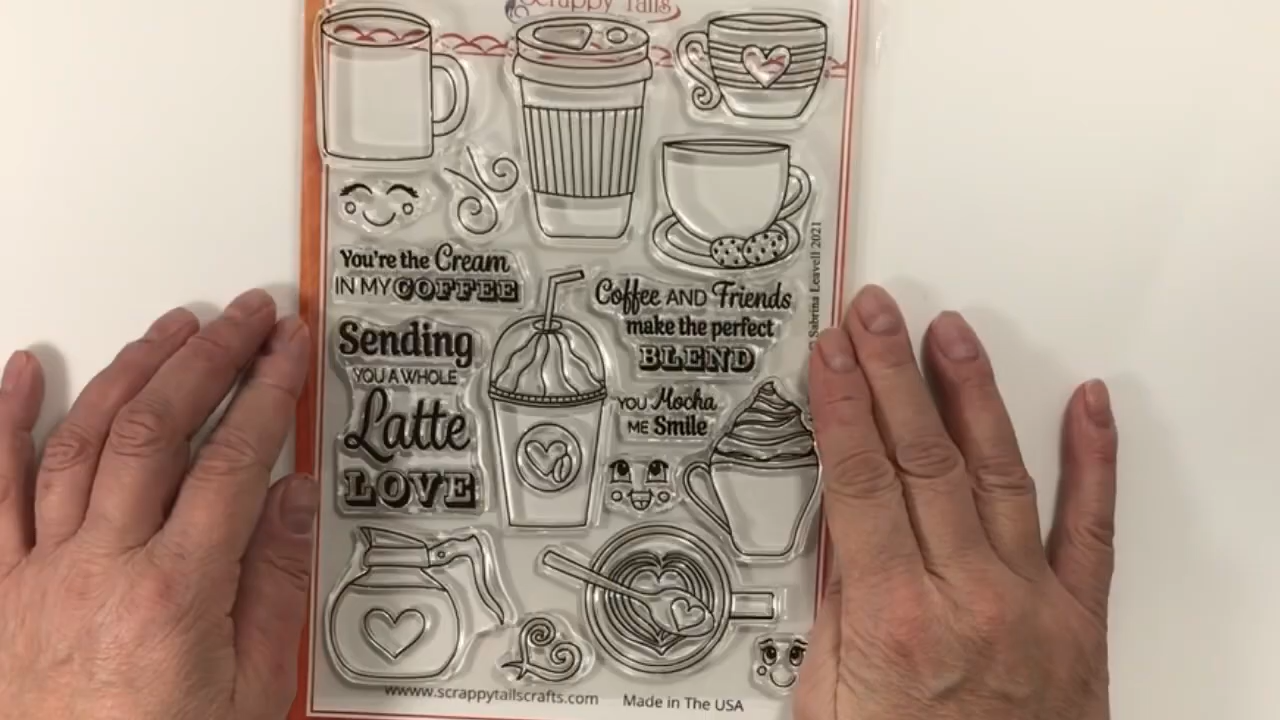 Scrappy Tails
You're the Cream
IN MY COFFEE
Coffee AND Friends
make the perfect
BLEND
Sending
YOU A WHOLE
Latte
LOVE
YOU Mocha
ME Smile
Sabrina Leavell 2021
wwww.scrappytailscrafts.com Made in The USA